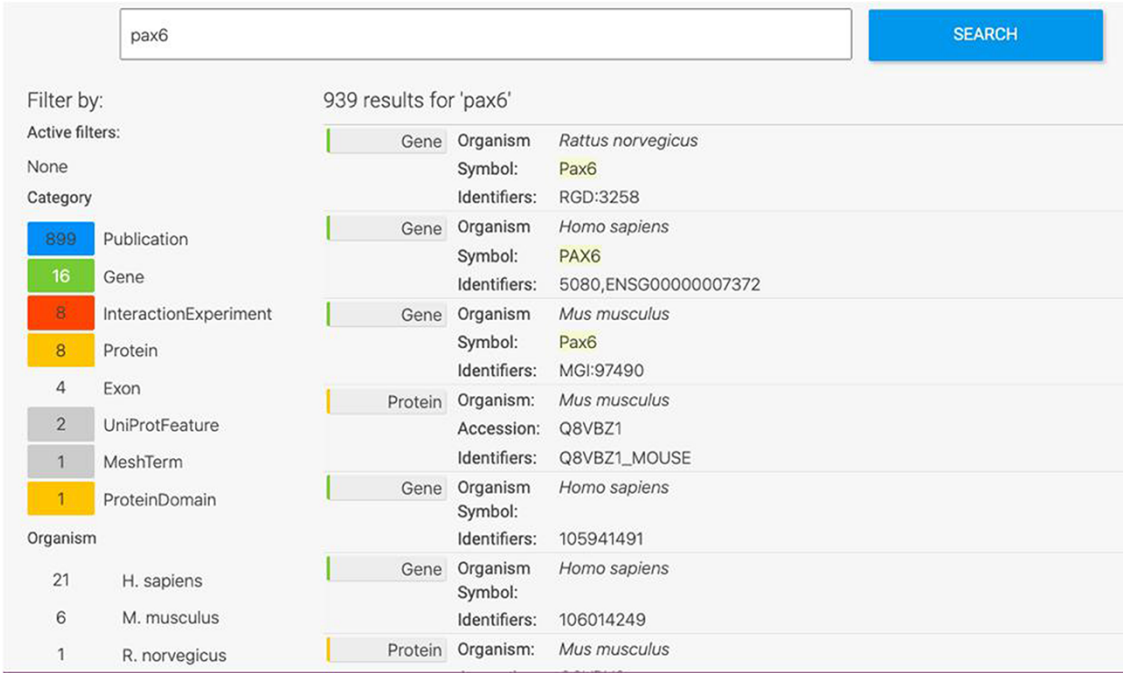 pax6
SEARCH
Filter by:
Active filters:
None
Category
899 Publication
16 Gene
8 InteractionExperiment
8 Protein
4 Exon
2 UniProtFeature
1 MeshTerm
1 ProteinDomain
Organism
21 H. sapiens
6 M. musculus
1 R. norvegicus
939 results for 'pax6'
Gene Organism Rattus norvegicus
Symbol: Pax6
Identifiers: RGD:3258
Gene Organism Homo sapiens
Symbol: PAX6
Identifiers: 5080,ENSG00000007372
Gene Organism Mus musculus
Symbol: Pax6
Identifiers: MGI:97490
Protein Organism: Mus musculus
Accession: Q8VBZ1
Identifiers: Q8VBZ1_MOUSE
Gene Organism Homo sapiens
Symbol:
Identifiers: 105941491
Gene Organism Homo sapiens
Symbol:
Identifiers: 106014249
Protein Organism: Mus musculus